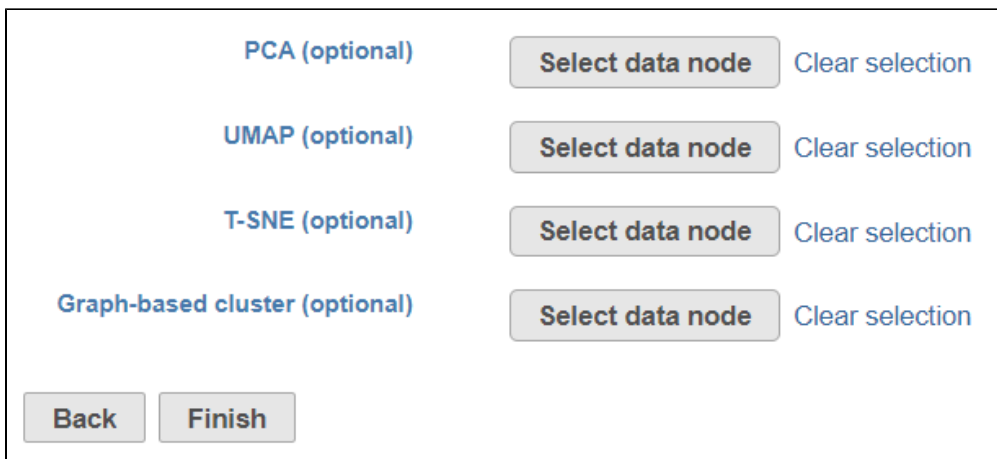 PCA (optional) Select data node Clear selection
UMAP (optional) Select data node Clear selection
T-SNE (optional) Select data node Clear selection
Graph-based cluster (optional) Select data node Clear selection
Back Finish